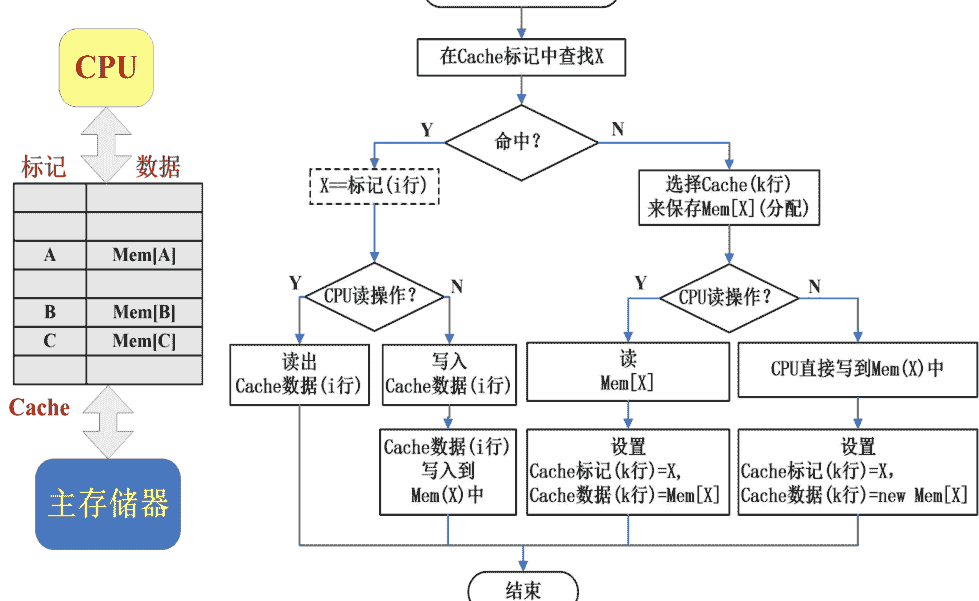 CPU
标记
数据
A
Mem[A]
B
Mem[B]
C
Mem[C]
Cache
主存储器
在Cache标记中查找X
命中？
Y
N
X==标记(i行)
选择Cache(k行)
来保存Mem[X](分配)
CPU读操作？
Y
N
CPU读操作？
Y
N
读出
Cache数据(i行)
写入
Cache数据(i行)
读
Mem[X]
CPU直接写到Mem(X)中
Cache数据(i行)
写入到
Mem(X)中
设置
Cache标记(k行)=X,
Cache数据(k行)=Mem[X]
设置
Cache标记(k行)=X，
Cache数据(k行)=new Mem[X]
结束